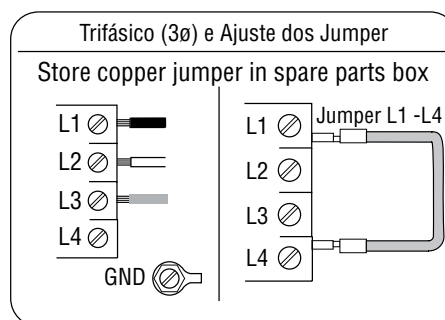 Trifásico (3ø) e Ajuste dos Jumper
Store copper jumper in spare parts box
L1
L2
L3
L4
GND
Jumper L1 -L4
L1
L2
L3
L4